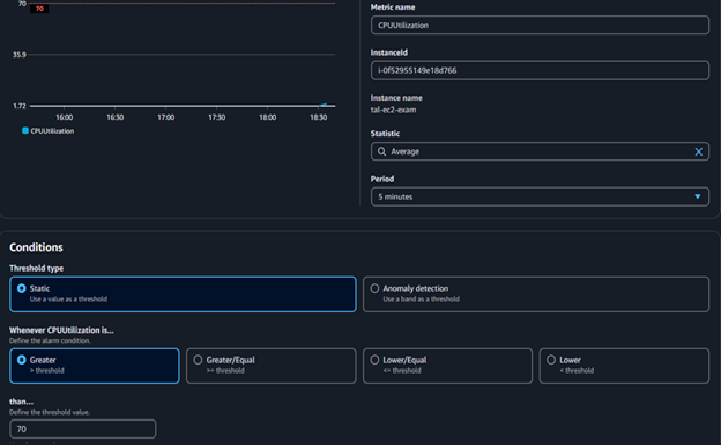 70
70
35.9
1.72
16:00 16:30 17:00 17:30 18:00 18:30
CPUUtilization
Metric name
CPUUtilization
InstanceId
i-0f52955149e18d766
Instance name
tal-ec2-exam
Statistic
Average
Period
5 minutes
Conditions
Threshold type
Static
Use a value as a threshold
Anomaly detection
Use a band as a threshold
Whenever CPUUtilization is...
Define the alarm condition.
Greater
> threshold
Greater/Equal
>= threshold
Lower/Equal
<= threshold
Lower
< threshold
than...
Define the threshold value.
70